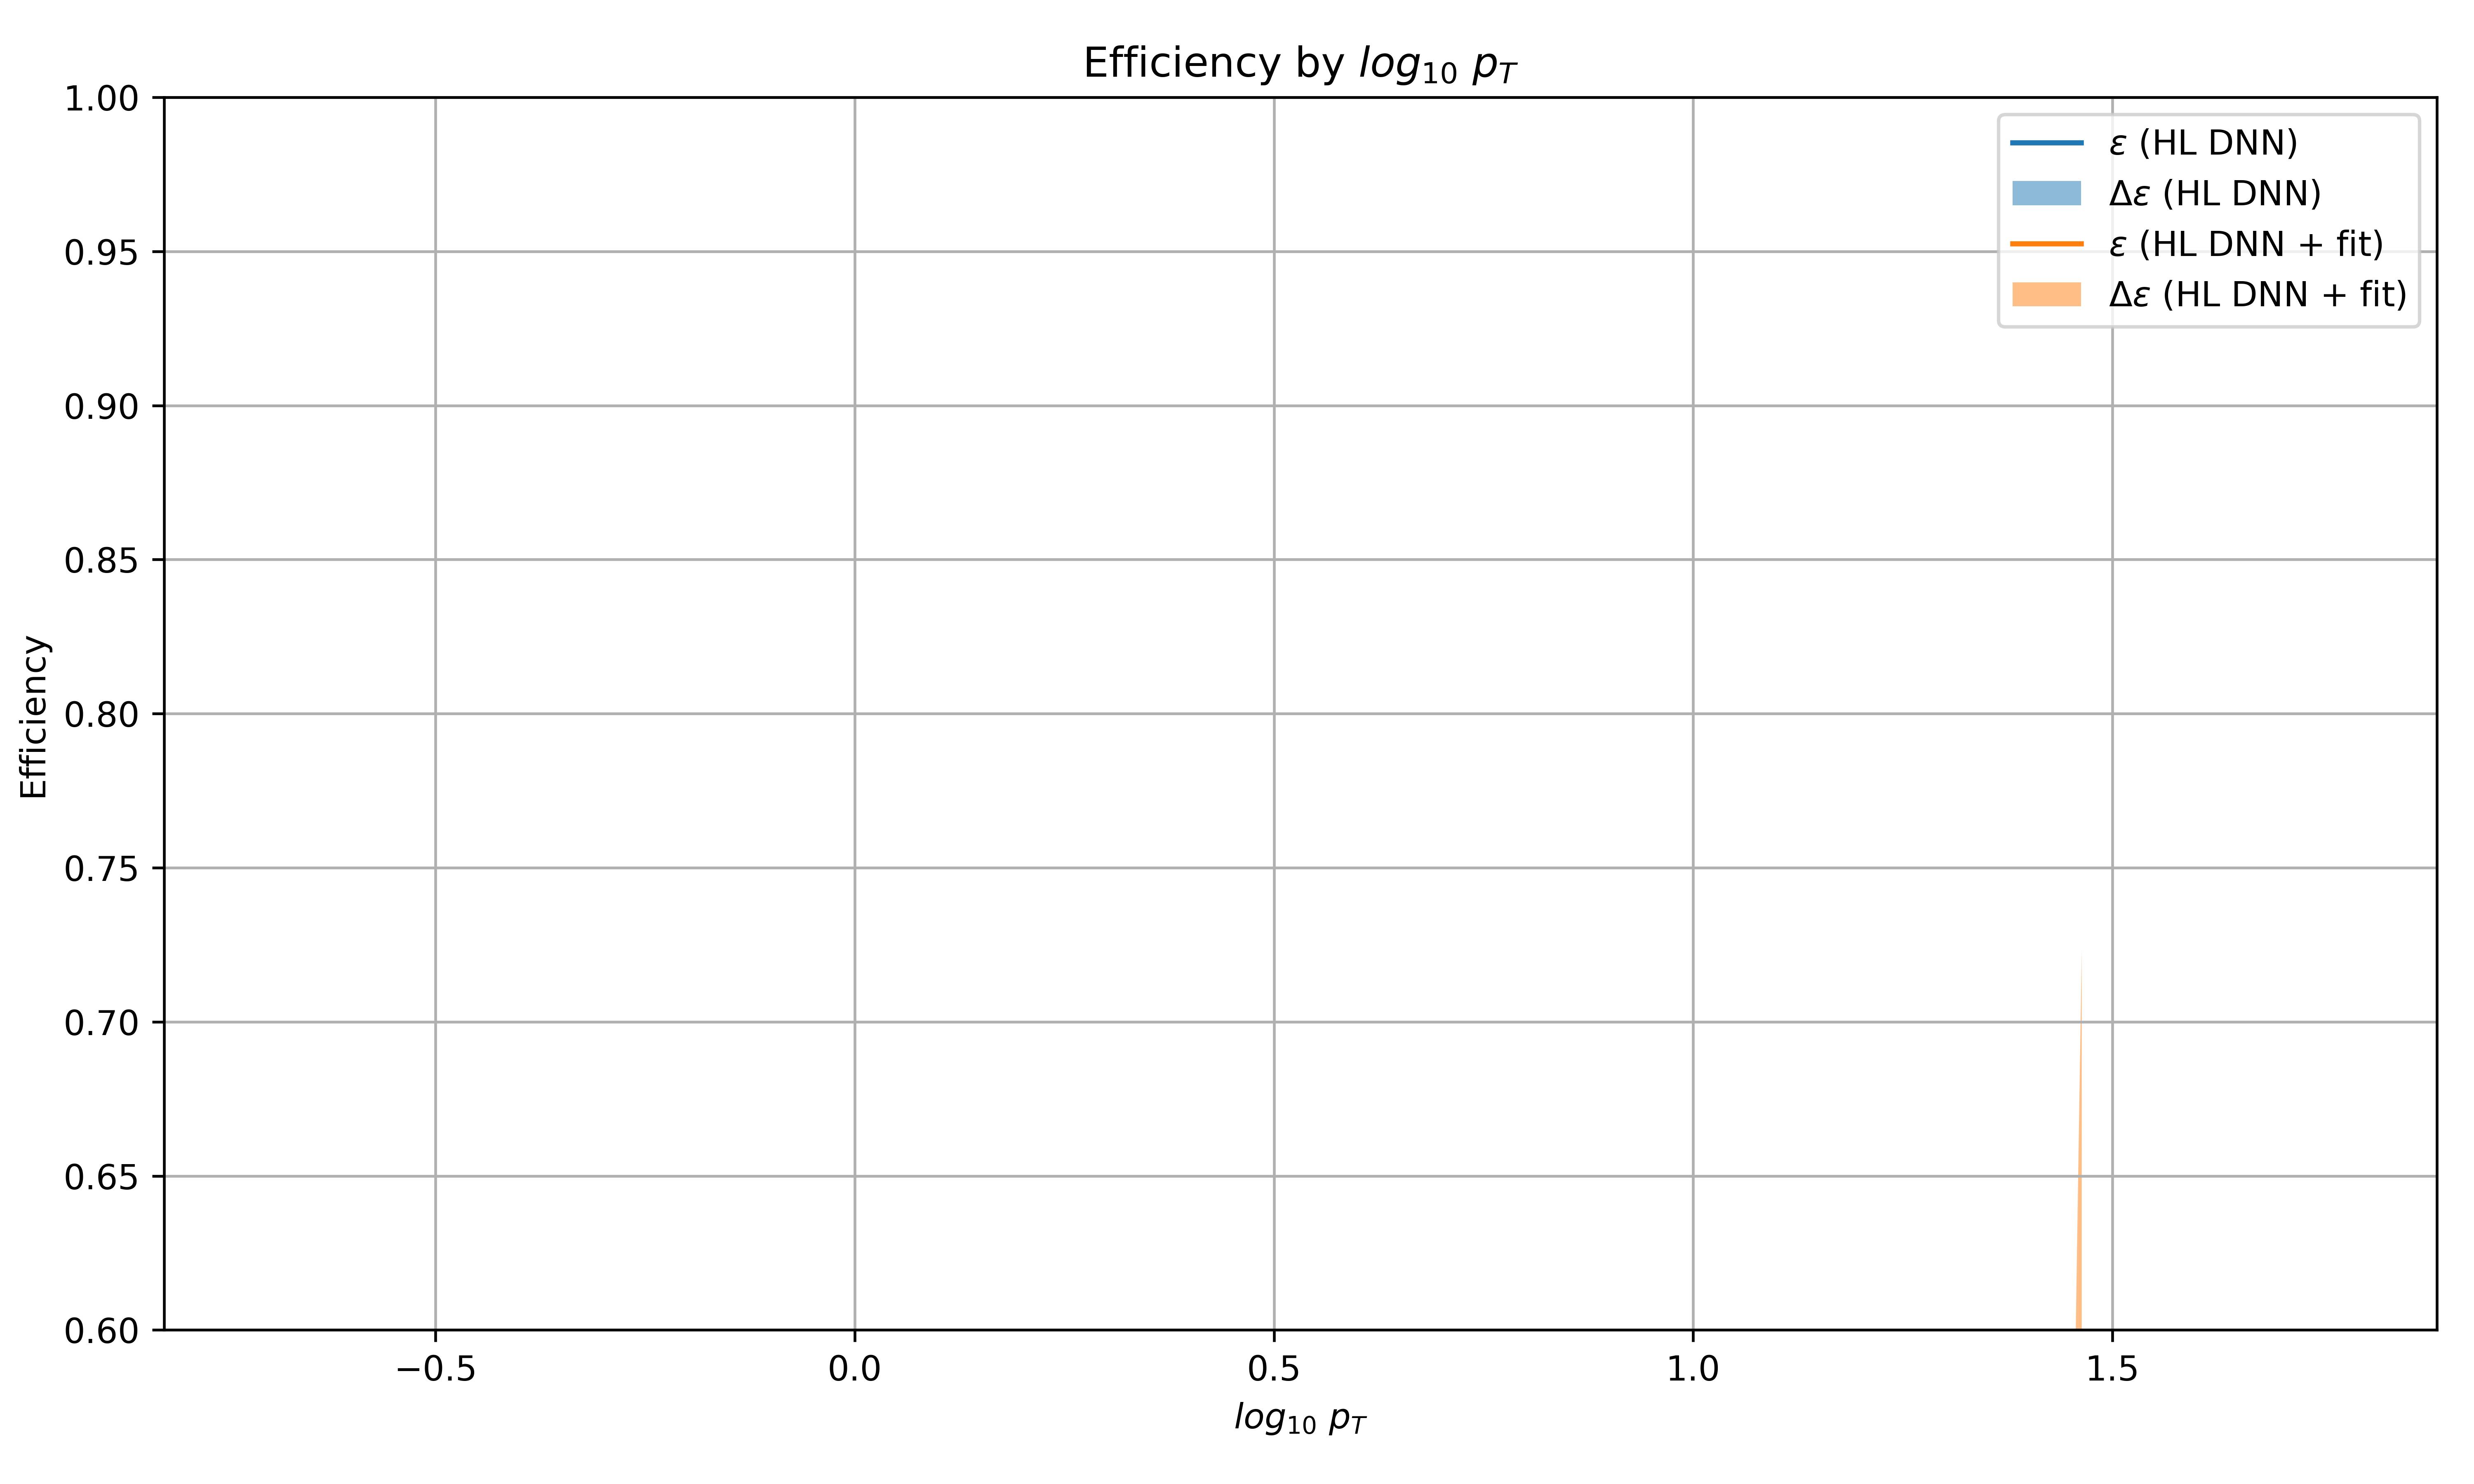 Efficiency by log₁₀ p_T
1.00
0.95
0.90
0.85
0.80
0.75
0.70
0.65
0.60
Efficiency
ε (HL DNN)
Δε (HL DNN)
ε (HL DNN + fit)
Δε (HL DNN + fit)
−0.5 0.0 0.5 1.0 1.5
log₁₀ p_T